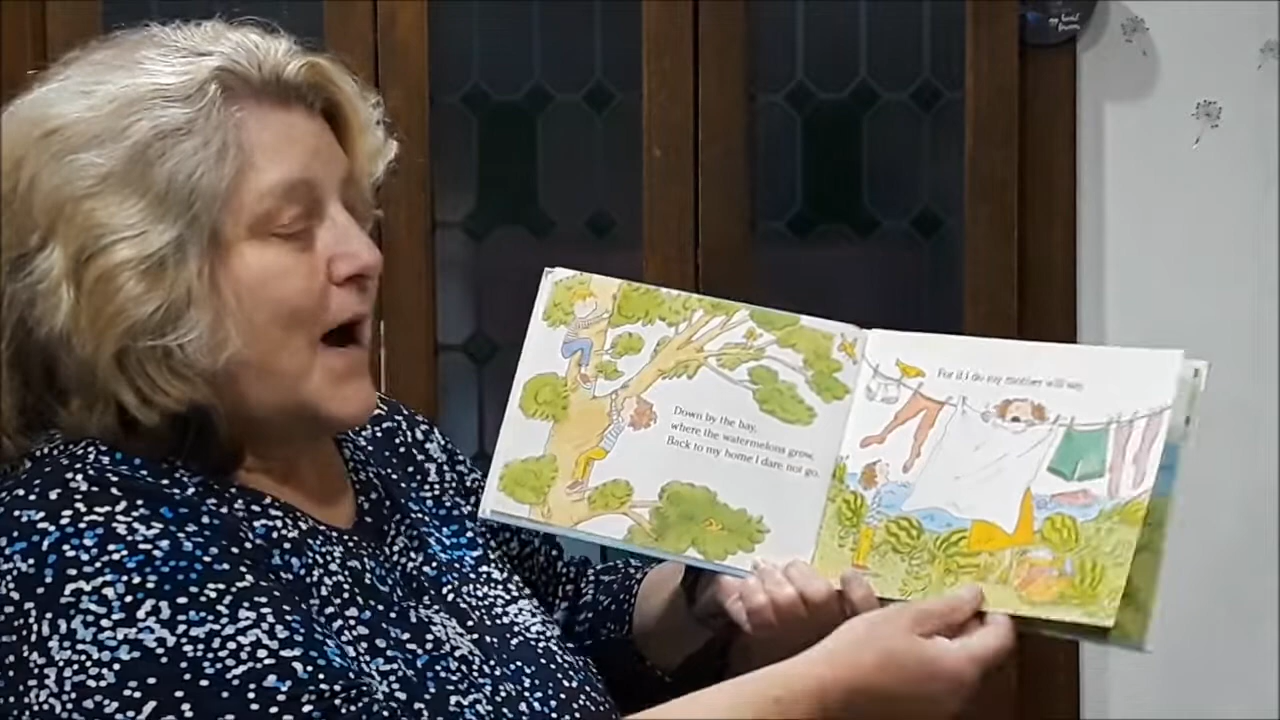 Down by the bay,
where the watermelons grow,
Back to my home I dare not go.
For if I do my mother will say,